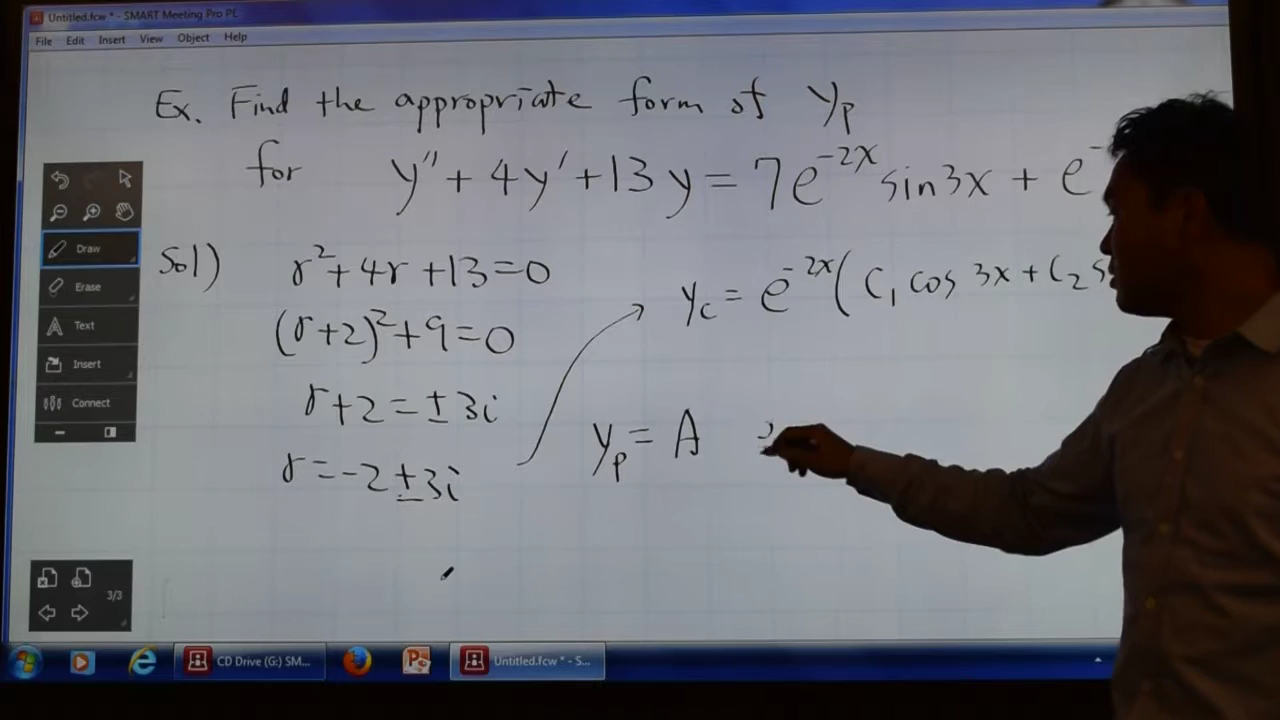 Untitled.fcw * - SMART Meeting Pro PE
File Edit Insert View Object Help
Ex. Find the appropriate form of yₚ
for y″ + 4y′ + 13y = 7e⁻²ˣ sin3x + e⁻
Draw
Erase
Text
Insert
Connect
Sol)
r² + 4r + 13 = 0
(r+2)² + 9 = 0
r + 2 = ± 3i
r = -2 ± 3i
y_c = e⁻²ˣ( C₁ cos 3x + C₂ s
yₚ = A
3/3
CD Drive (G:) SM...
Untitled.fcw * - S...